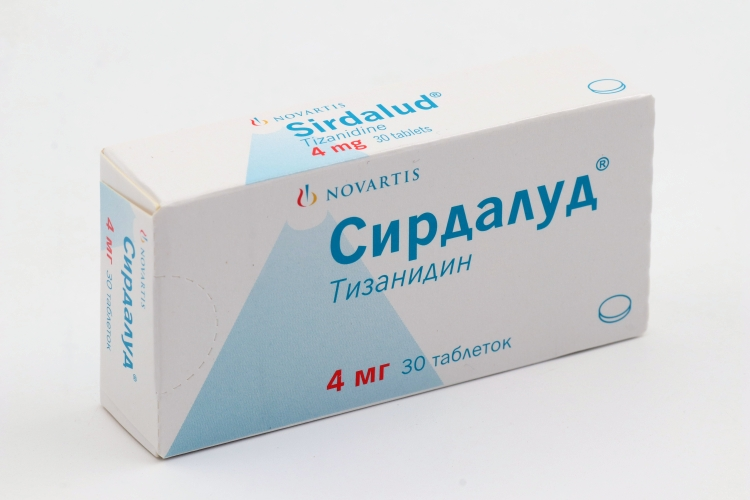 NOVARTIS
Sirdalud®
Tizanidine
4 mg 30 tablets
NOVARTIS
Сирдалуд®
Тизанидин
4 мг 30 таблеток
NOVARTIS
Сирдалуд®
4 мг 30 таблеток